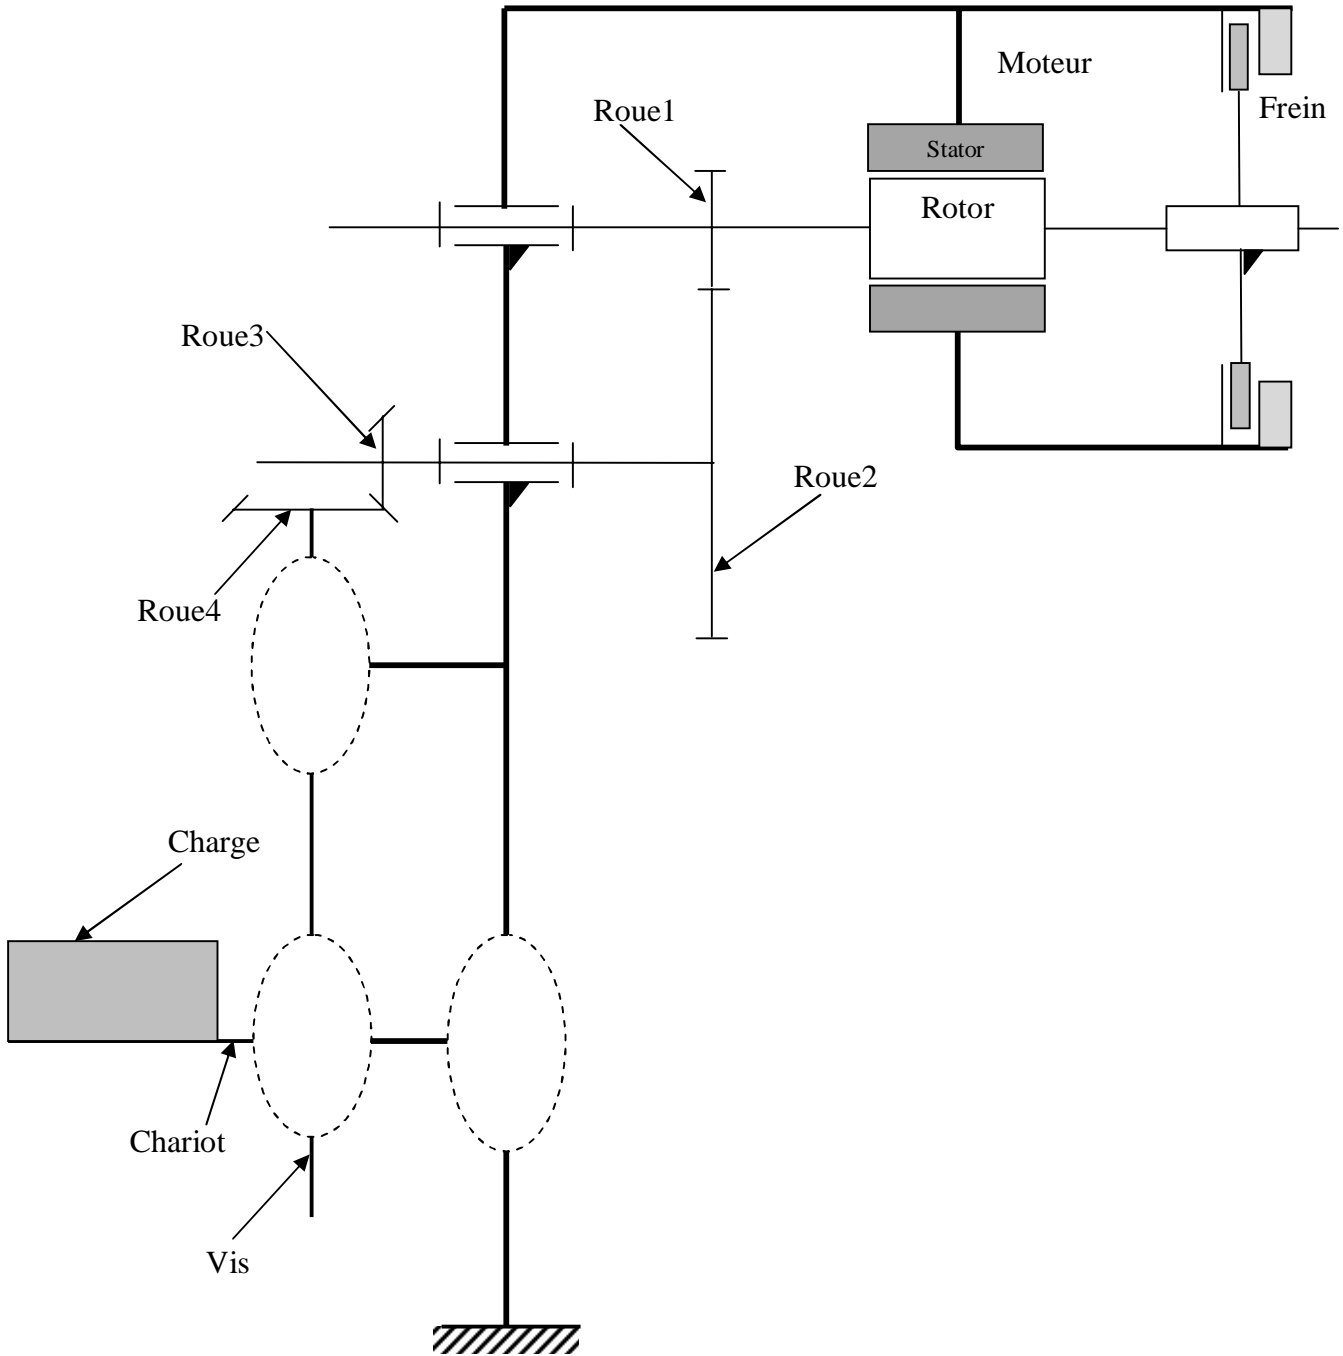 Moteur
Roue1
Frein
Stator
Rotor
Roue3
Roue2
Roue4
Charge
Chariot
Vis